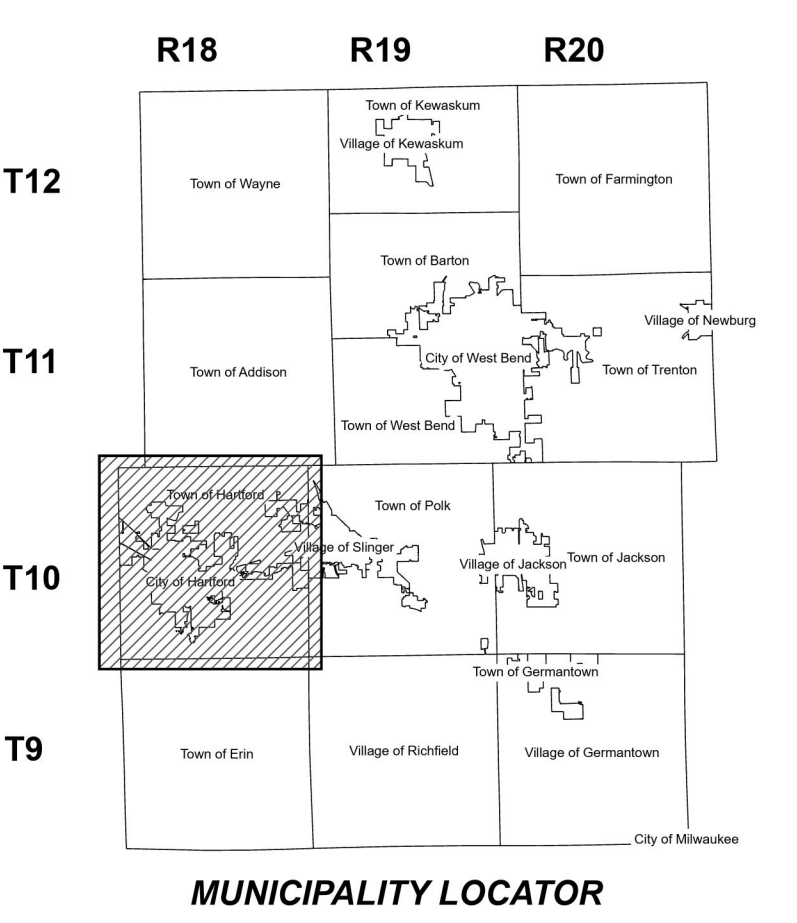 R18 R19 R20
Town of Kewaskum
Village of Kewaskum
T12
Town of Wayne
Town of Farmington
Town of Barton
Village of Newburg
T11
City of West Bend
Town of Addison
Town of Trenton
Town of West Bend
Town of Hartford
Town of Polk
Village of Slinger
Town of Jackson
Village of Jackson
T10
City of Hartford
Town of Germantown
T9
Town of Erin
Village of Richfield
Village of Germantown
City of Milwaukee
MUNICIPALITY LOCATOR